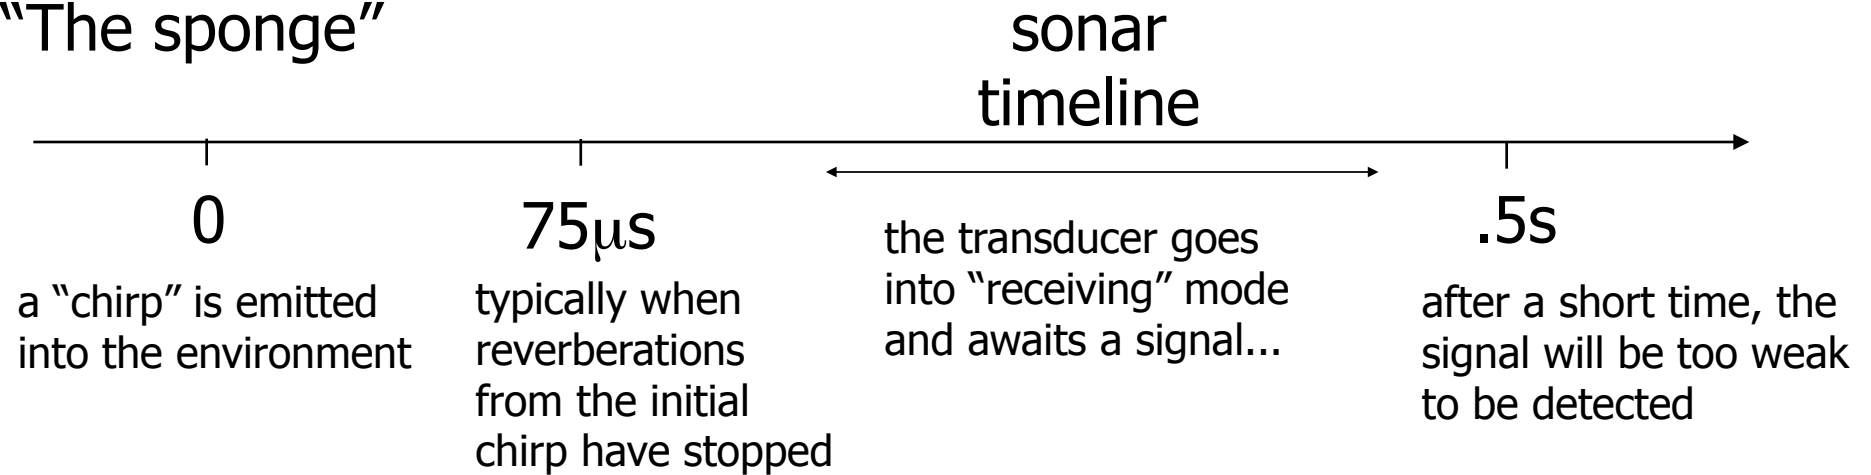 “The sponge”
sonar
timeline
0
a “chirp” is emitted
into the environment
75μs
typically when
reverberations
from the initial
chirp have stopped
the transducer goes
into “receiving” mode
and awaits a signal...
.5s
after a short time, the
signal will be too weak
to be detected